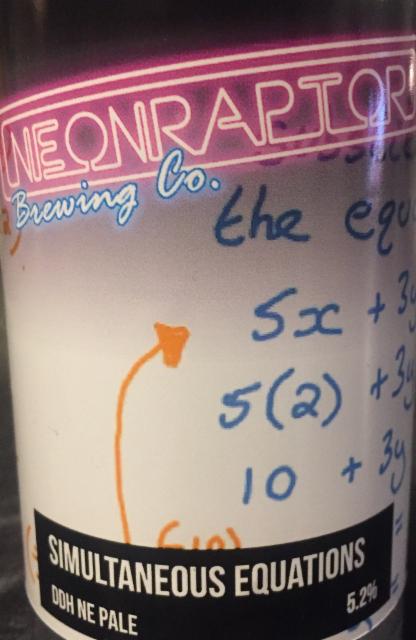 NEONRAPTOR
Brewing Co.
the equ
5x + 3y
5(2) + 3y
10 + 3y
=
SIMULTANEOUS EQUATIONS
DDH NE PALE
5.2%